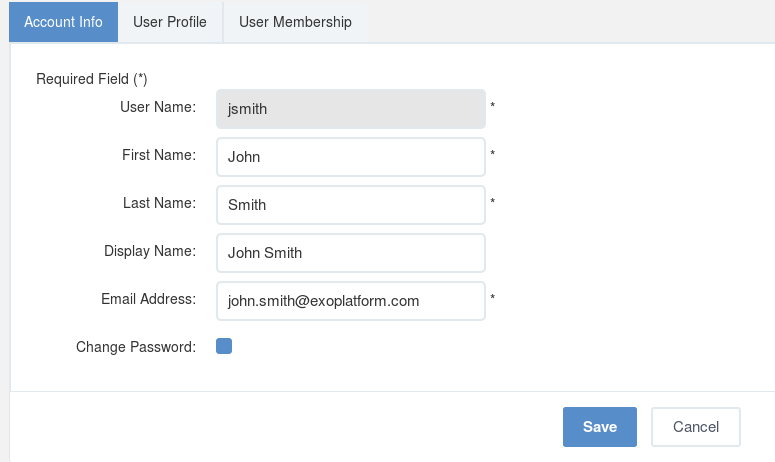 Account Info User Profile User Membership
Required Field (*)
User Name: jsmith *
First Name: John *
Last Name: Smith *
Display Name: John Smith
Email Address: john.smith@exoplatform.com *
Change Password:
Save Cancel